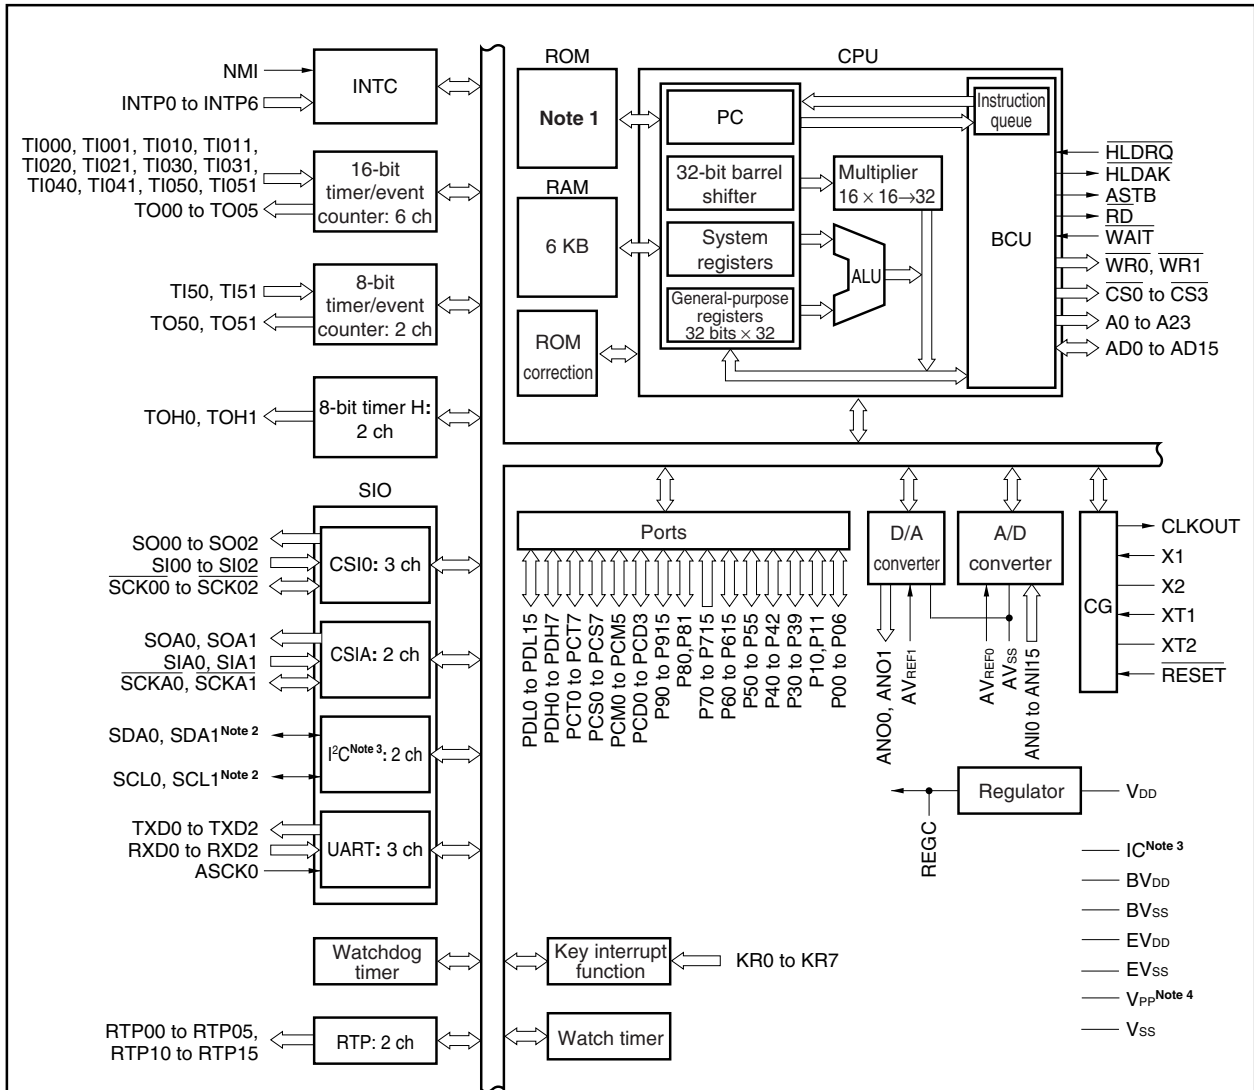 NMI
INTP0 to INTP6
INTC
TI000, TI001, TI010, TI011,
TI020, TI021, TI030, TI031,
TI040, TI041, TI050, TI051
TO00 to TO05
16-bit
timer/event
counter: 6 ch
TI50, TI51
TO50, TO51
8-bit
timer/event
counter: 2 ch
TOH0, TOH1
8-bit timer H:
2 ch
SIO
SO00 to SO02
SI00 to SI02
SCK00 to SCK02
CSI0: 3 ch
SOA0, SOA1
SIA0, SIA1
SCKA0, SCKA1
CSIA: 2 ch
SDA0, SDA1Note 2
SCL0, SCL1Note 2
I²CNote 3: 2 ch
TXD0 to TXD2
RXD0 to RXD2
ASCK0
UART: 3 ch
Watchdog
timer
RTP00 to RTP05,
RTP10 to RTP15
RTP: 2 ch
ROM
Note 1
RAM
6 KB
ROM
correction
CPU
PC
32-bit barrel
shifter
System
registers
General-purpose
registers
32 bits × 32
Multiplier
16 × 16→32
ALU
Instruction
queue
BCU
HLDRQ
HLDAK
ASTB
RD
WAIT
WR0, WR1
CS0 to CS3
A0 to A23
AD0 to AD15
Ports
PDL0 to PDL15
PDH0 to PDH7
PCT0 to PCT7
PCS0 to PCS7
PCM0 to PCM5
PCD0 to PCD3
P90 to P915
P80,P81
P70 to P715
P60 to P615
P50 to P55
P40 to P42
P30 to P39
P10,P11
P00 to P06
D/A
converter
ANO0, ANO1
AVREF1
A/D
converter
AVREF0
AVSS
ANI0 to ANI15
CG
CLKOUT
X1
X2
XT1
XT2
RESET
Regulator
VDD
REGC
ICNote 3
BVDD
BVSS
EVDD
EVSS
VPPNote 4
VSS
Key interrupt
function
KR0 to KR7
Watch timer